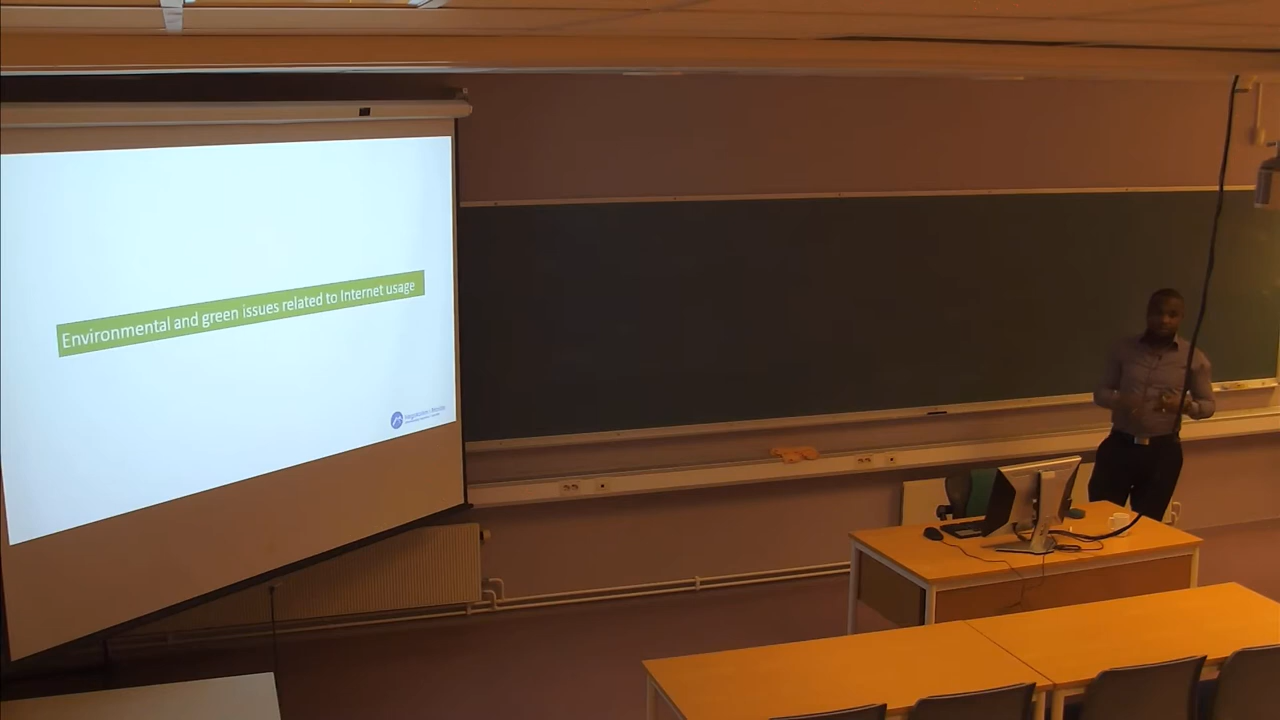 Environmental and green issues related to Internet usage